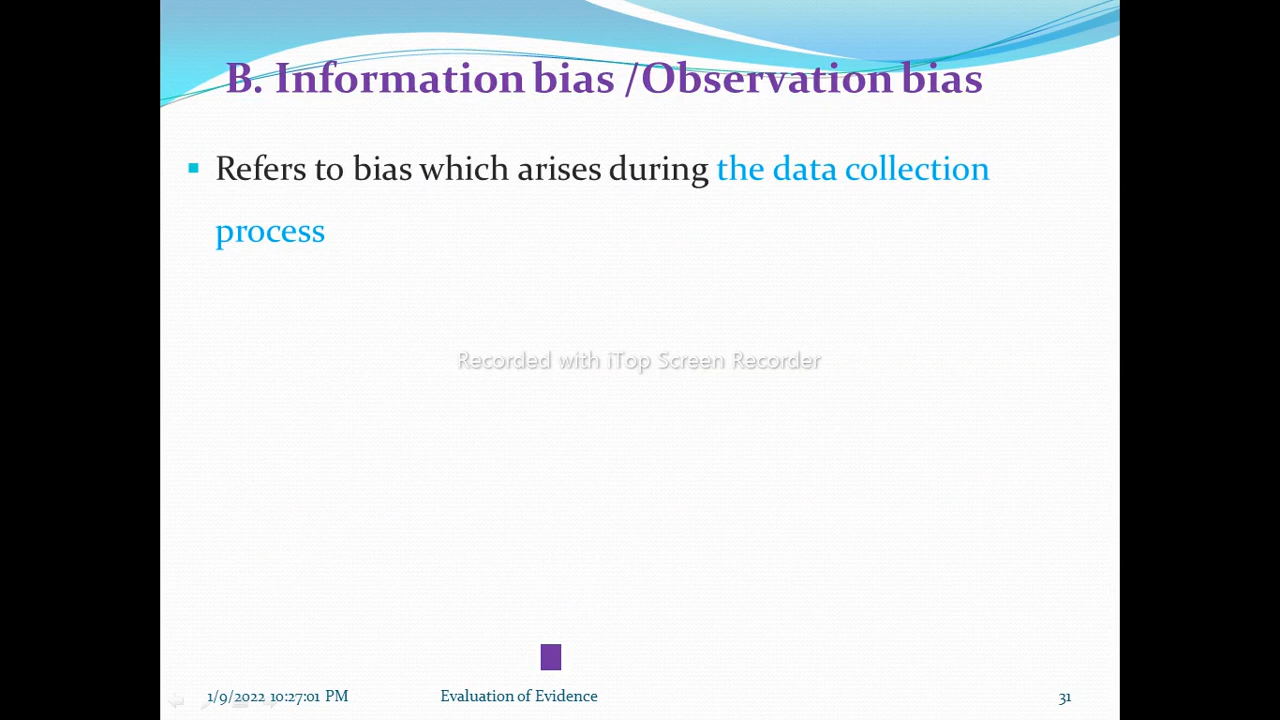 B. Information bias /Observation bias
Refers to bias which arises during the data collection
process
Recorded with iTop Screen Recorder
1/9/2022 10:27:01 PM Evaluation of Evidence 31